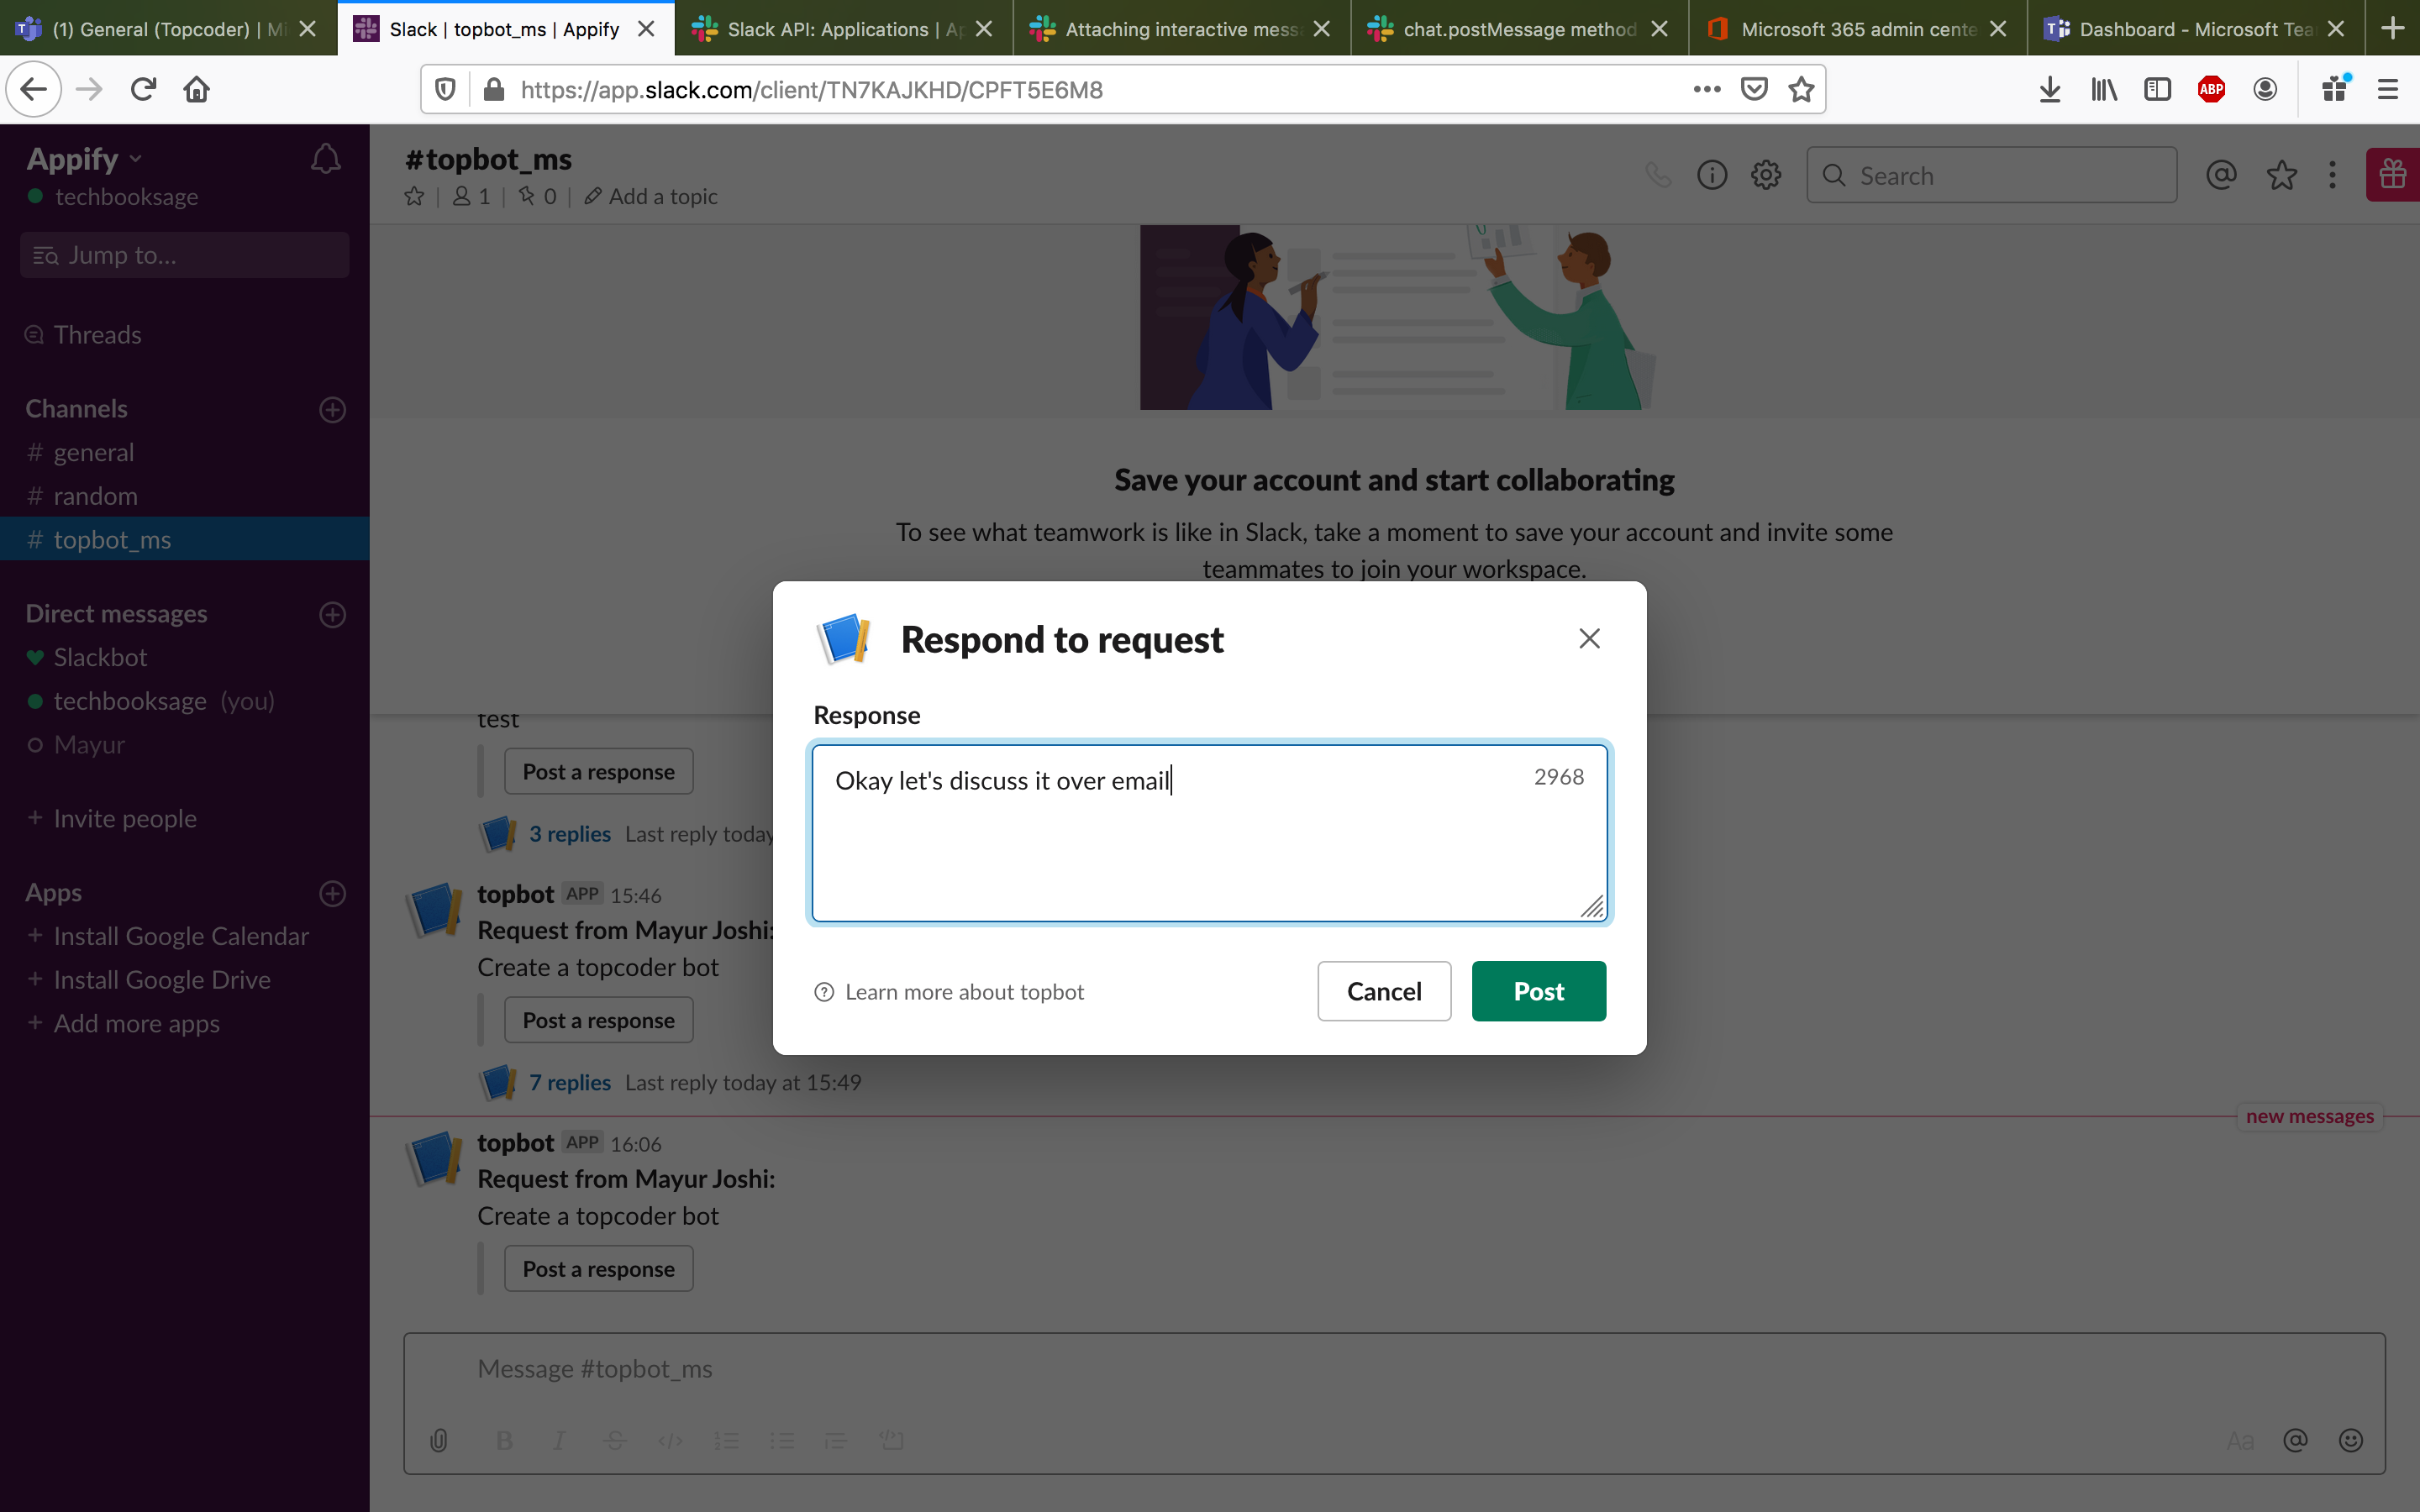 (1) General (Topcoder) | Mi
Slack | topbot_ms | Appify
Slack API: Applications | Ap
Attaching interactive messa
chat.postMessage method
Microsoft 365 admin cente
Dashboard - Microsoft Tea
https://app.slack.com/client/TN7KAJKHD/CPFT5E6M8
ABP
Appify
techbooksage
Jump to...
Threads
Channels
# general
# random
# topbot_ms
Direct messages
Slackbot
techbooksage (you)
Mayur
+ Invite people
Apps
+ Install Google Calendar
+ Install Google Drive
+ Add more apps
#topbot_ms
1 | 0 | Add a topic
Search
Save your account and start collaborating
To see what teamwork is like in Slack, take a moment to save your account and invite some
teammates to join your workspace.
test
Post a response
3 replies Last reply today
topbot APP 15:46
Request from Mayur Joshi:
Create a topcoder bot
Post a response
7 replies Last reply today at 15:49
new messages
topbot APP 16:06
Request from Mayur Joshi:
Create a topcoder bot
Post a response
Message #topbot_ms
B I S </> Aa @
Respond to request
Response
Okay let's discuss it over email
2968
Learn more about topbot
Cancel
Post